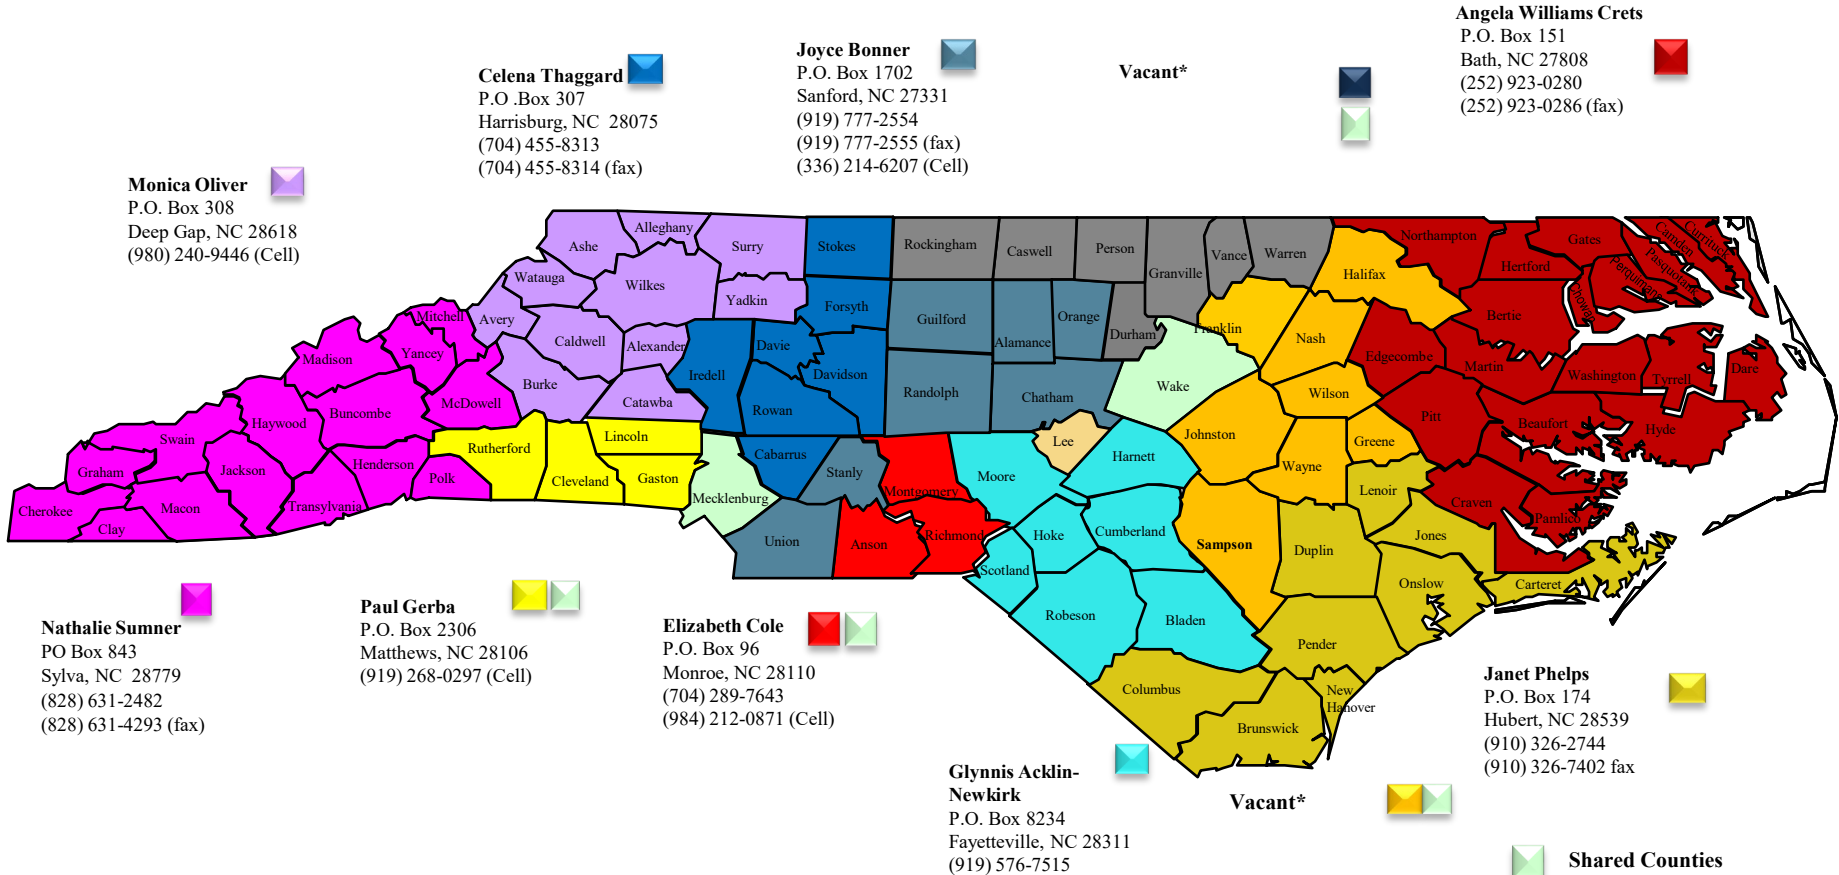 Angela Williams Crets
P.O. Box 151
Bath, NC 27808
(252) 923-0280
(252) 923-0286 (fax)
Joyce Bonner
P.O. Box 1702
Sanford, NC 27331
(919) 777-2554
(919) 777-2555 (fax)
(336) 214-6207 (Cell)
Vacant*
Celena Thaggard
P.O .Box 307
Harrisburg, NC 28075
(704) 455-8313
(704) 455-8314 (fax)
Monica Oliver
P.O. Box 308
Deep Gap, NC 28618
(980) 240-9446 (Cell)
Ashe
Alleghany
Surry
Stokes
Rockingham
Caswell
Person
Granville
Vance
Warren
Northampton
Gates
Camden
Currituck
Pasquotank
Perquimans
Chowan
Hertford
Halifax
Watauga
Wilkes
Yadkin
Forsyth
Guilford
Alamance
Orange
Durham
Franklin
Nash
Bertie
Mitchell
Avery
Caldwell
Alexander
Davie
Iredell
Davidson
Randolph
Chatham
Wake
Edgecombe
Martin
Washington
Tyrrell
Dare
Madison
Yancey
McDowell
Burke
Catawba
Rowan
Wilson
Pitt
Beaufort
Hyde
Haywood
Buncombe
Swain
Rutherford
Lincoln
Cabarrus
Stanly
Lee
Harnett
Johnston
Greene
Wayne
Graham
Jackson
Henderson
Polk
Cleveland
Gaston
Mecklenburg
Montgomery
Moore
Lenoir
Craven
Pamlico
Cherokee
Macon
Clay
Transylvania
Union
Anson
Richmond
Hoke
Cumberland
Sampson
Duplin
Jones
Scotland
Onslow
Carteret
Robeson
Bladen
Pender
Columbus
Brunswick
New
Hanover
Nathalie Sumner
PO Box 843
Sylva, NC 28779
(828) 631-2482
(828) 631-4293 (fax)
Paul Gerba
P.O. Box 2306
Matthews, NC 28106
(919) 268-0297 (Cell)
Elizabeth Cole
P.O. Box 96
Monroe, NC 28110
(704) 289-7643
(984) 212-0871 (Cell)
Janet Phelps
P.O. Box 174
Hubert, NC 28539
(910) 326-2744
(910) 326-7402 fax
Glynnis Acklin-
Newkirk
P.O. Box 8234
Fayetteville, NC 28311
(919) 576-7515
Vacant*
Shared Counties